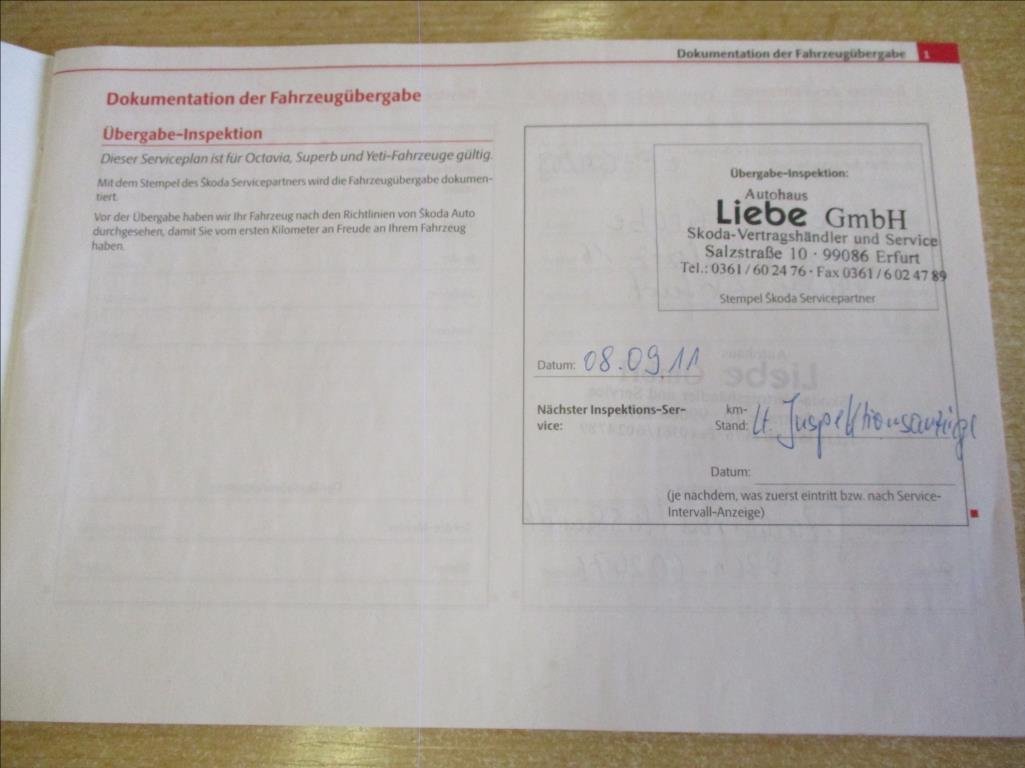 Dokumentation der Fahrzeugübergabe 1
Dokumentation der Fahrzeugübergabe
Übergabe-Inspektion
Dieser Serviceplan ist für Octavia, Superb und Yeti-Fahrzeuge gültig.
Mit dem Stempel des Škoda Servicepartners wird die Fahrzeugübergabe dokumen-
tiert.
Vor der Übergabe haben wir Ihr Fahrzeug nach den Richtlinien von Škoda Auto
durchgesehen, damit Sie vom ersten Kilometer an Freude an Ihrem Fahrzeug
haben.
Übergabe-Inspektion:
Autohaus
Liebe GmbH
Skoda-Vertragshändler und Service
Salzstraße 10 · 99086 Erfurt
Tel.: 0361 / 60 24 76 · Fax 0361 / 6 02 47 89
Stempel Škoda Servicepartner
Datum: 08.09.11
Nächster Inspektions-Ser-
vice:
km-
Stand: lt. Inspektionsanzeige
Datum:
(je nachdem, was zuerst eintritt bzw. nach Service-
Intervall-Anzeige)